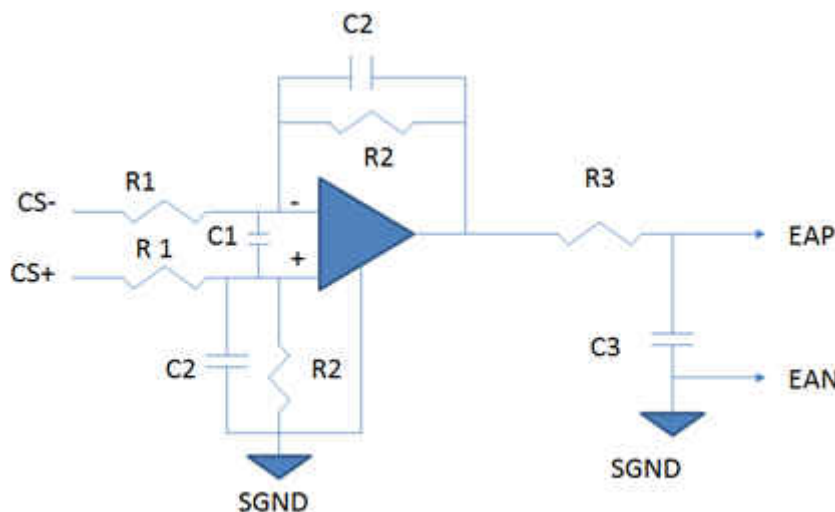 C2
R2
R1
CS-
-
C1
R3
EAP
R 1
CS+
+
C2
R2
C3
EAN
SGND
SGND